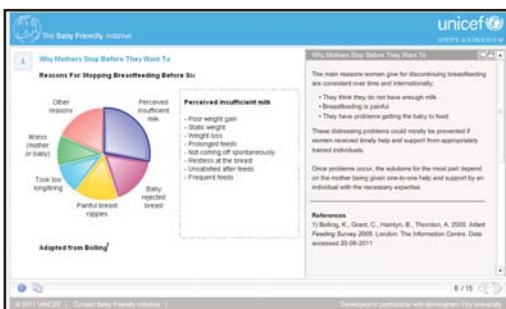 The Baby Friendly Initiative
unicef
UNITED KINGDOM
1 Why Mothers Stop Before They Want To
Reasons For Stopping Breastfeeding Before Six
Other reasons
Perceived insufficient milk
Illness (mother or baby)
Took too long/tiring
Painful breast nipples
Baby rejected breast
Perceived insufficient milk
- Poor weight gain
- Static weight
- Weight loss
- Prolonged feeds
- Not coming off spontaneously
- Restless at the breast
- Unsatisfied after feeds
- Frequent feeds
Adapted from Bolling1
Why Mothers Stop Before They Want To
The main reasons women give for discontinuing breastfeeding
are consistent over time and internationally;
• They think they do not have enough milk
• Breastfeeding is painful
• They have problems getting the baby to feed
These distressing problems could mostly be prevented if
women received timely help and support from appropriately
trained individuals.
Once problems occur, the solutions for the most part depend
on the mother being given one-to-one help and support by an
individual with the necessary expertise.
References
1) Bolling, K., Grant, C., Hamlyn, B., Thornton, A. 2005. Infant
Feeding Survey 2005. London: The Information Centre. Date
accessed 20-06-2011
8 / 15
© 2011 UNICEF | Contact Baby Friendly Initiative |
Developed in partnership with Birmingham City University